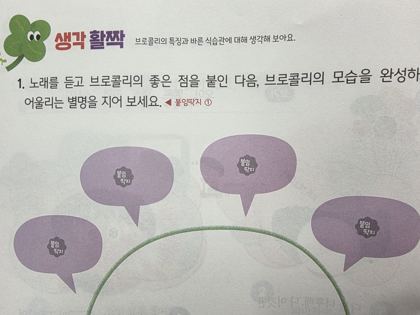 생각 활짝 브로콜리의 특징과 바른 식습관에 대해 생각해 보아요.
1. 노래를 듣고 브로콜리의 좋은 점을 붙인 다음, 브로콜리의 모습을 완성하
어울리는 별명을 지어 보세요. ◀ 붙임딱지 ①
붙임
딱지
붙임
딱지
붙임
딱지
붙임
딱지